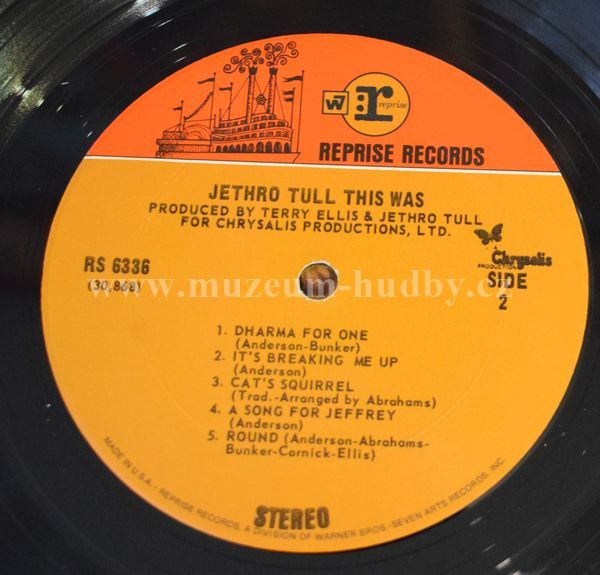 W
r
reprise
REPRISE RECORDS
JETHRO TULL THIS WAS
PRODUCED BY TERRY ELLIS & JETHRO TULL
FOR CHRYSALIS PRODUCTIONS, LTD.
RS 6336
(30,868)
A
Chrysalis
PRODUCTION
SIDE
2
www.muzeum-hudby.cz
1. DHARMA FOR ONE
(Anderson-Bunker)
2. IT'S BREAKING ME UP
(Anderson)
3. CAT'S SQUIRREL
(Trad.-Arranged by Abrahams)
4. A SONG FOR JEFFREY
(Anderson)
5. ROUND (Anderson-Abrahams-
Bunker-Cornick-Ellis)
STEREO
MADE IN U.S.A. - REPRISE RECORDS, A DIVISION OF WARNER BROS.-SEVEN ARTS RECORDS, INC.